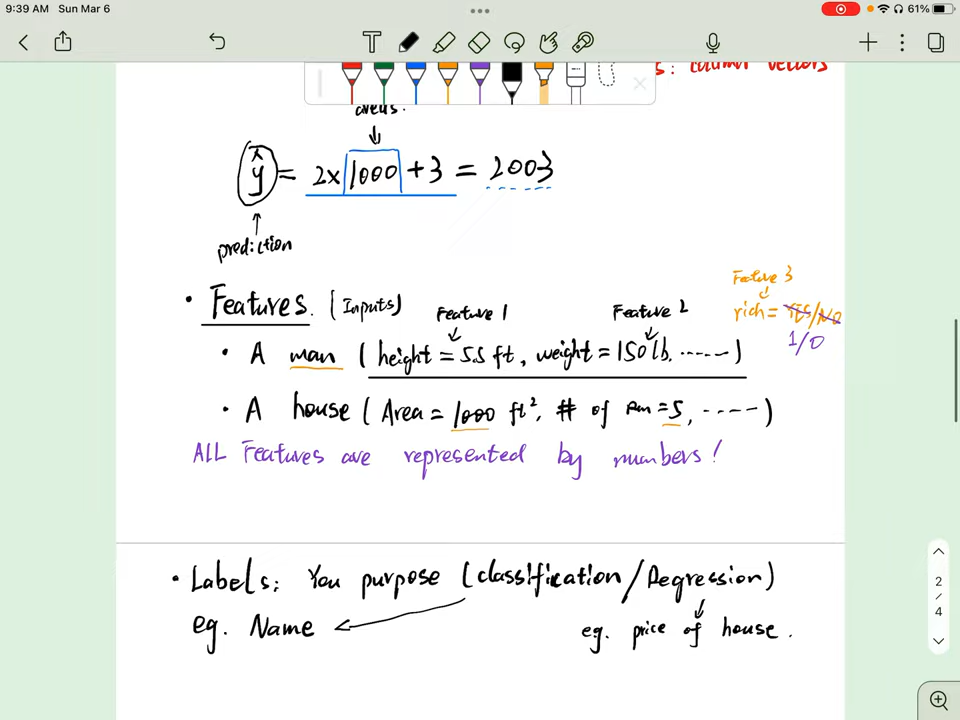 9:39 AM Sun Mar 6
61%
s: column vectors
areas.
ŷ = 2x 1000 + 3 = 2003
prediction
Feature 3
• Features. (Inputs) Feature 1 Feature 2 rich = YES/NO
1/0
• A man (height = 5.5 ft, weight = 150 lb. ......)
• A house (Area = 1000 ft², # of Rm = 5, ......)
ALL Features are represented by numbers!
• Labels: You purpose (classification/Regression)
eg. Name
eg. price of house.
2
/
4